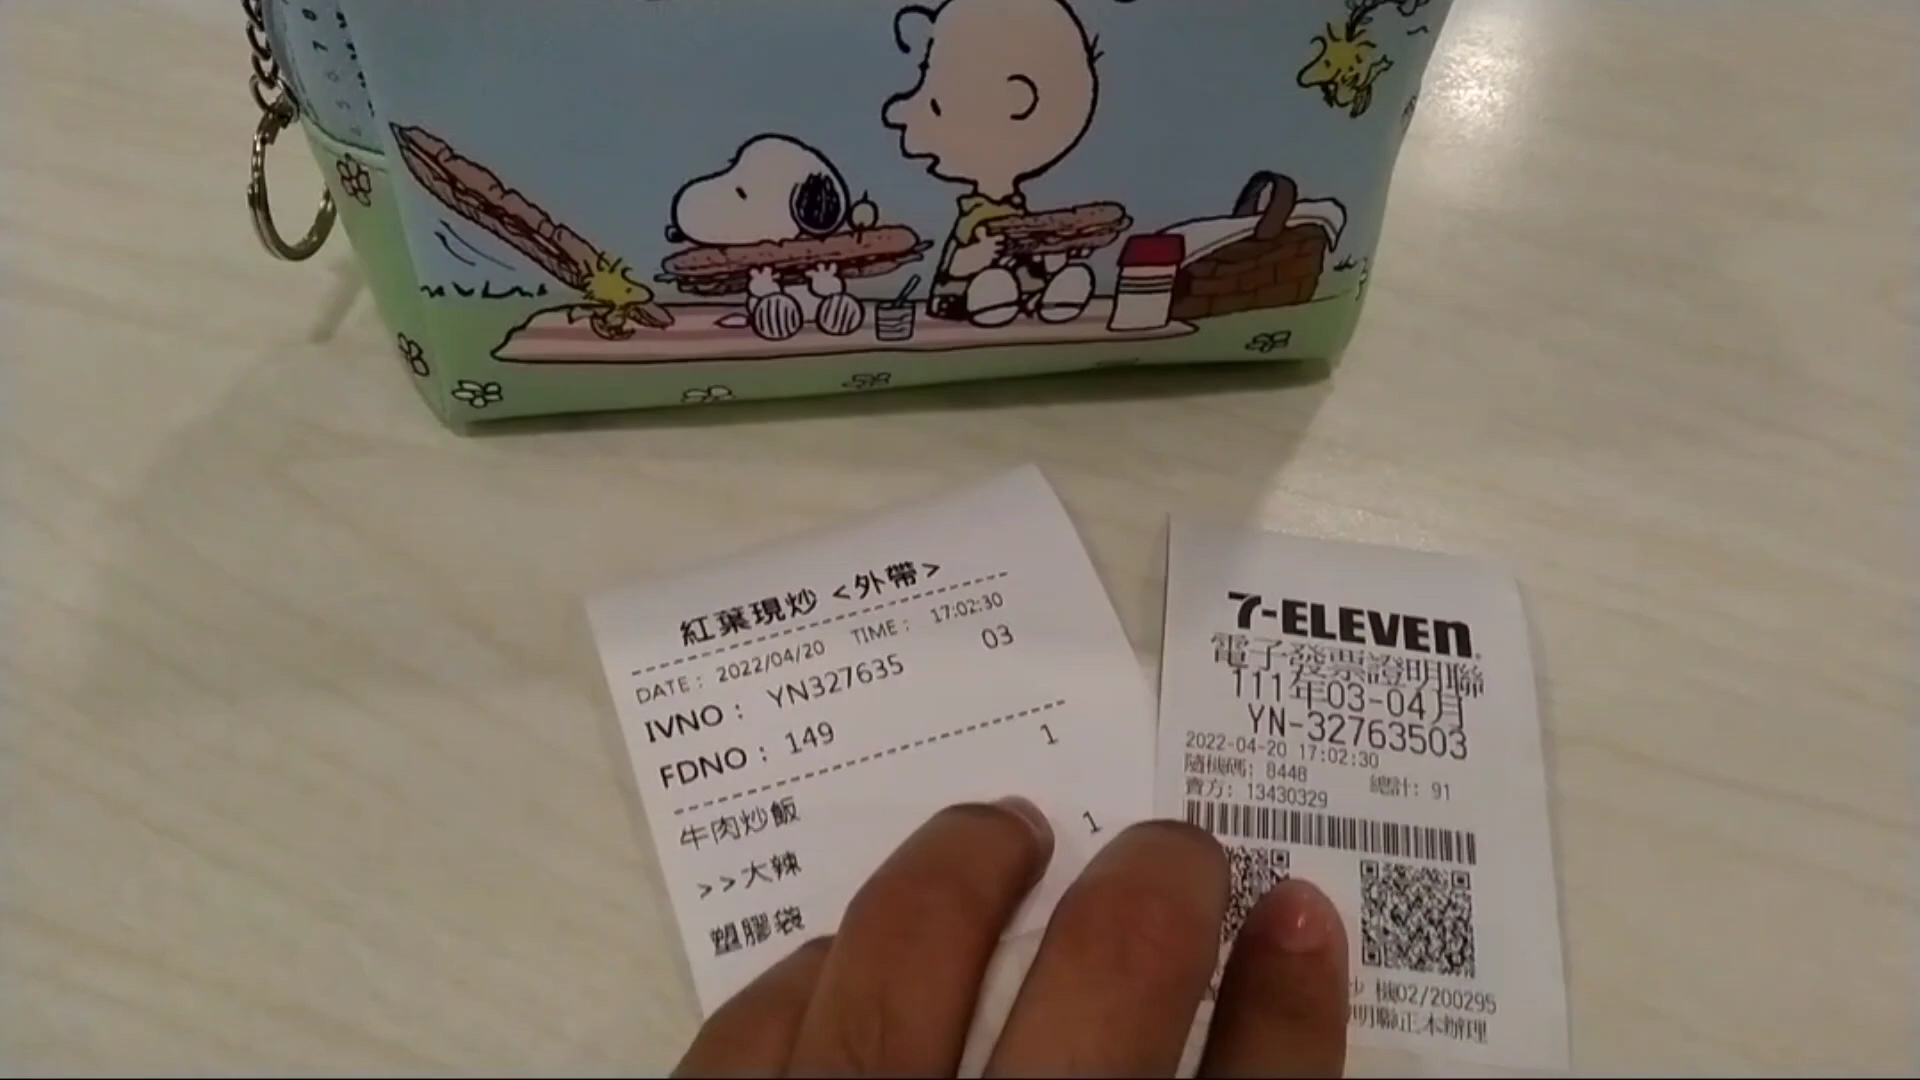 紅葉現炒 <外帶>
DATE: 2022/04/20 TIME: 17:02:30
IVNO: YN327635 03
FDNO: 149
牛肉炒飯 1
>>大辣
塑膠袋 1
7-ELEVEN
電子發票證明聯
111年03-04月
YN-32763503
2022-04-20 17:02:30
隨機碼: 8448 總計: 91
賣方: 13430329
機02/200295
明聯正本辦理